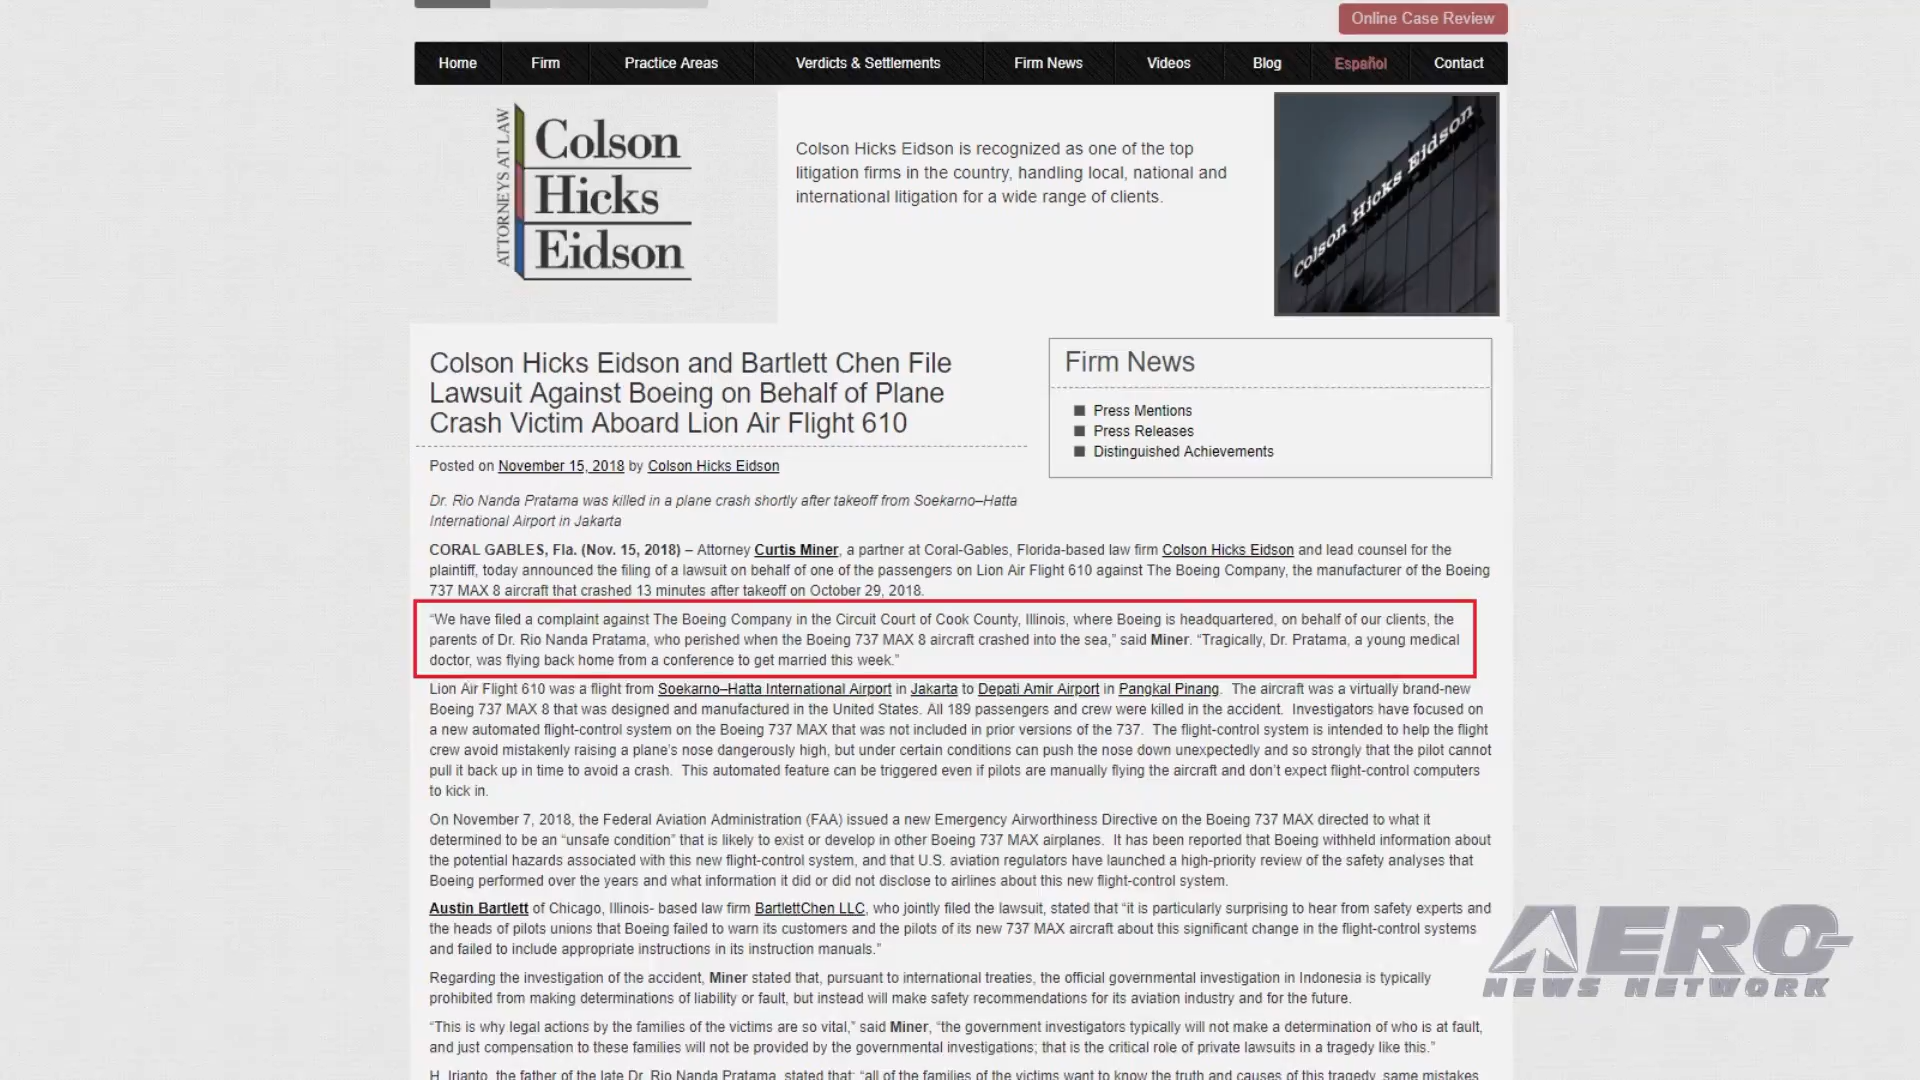 Online Case Review
Home Firm Practice Areas Verdicts & Settlements Firm News Videos Blog Español Contact
ATTORNEYS AT LAW
Colson
Hicks
Eidson
Colson Hicks Eidson is recognized as one of the top
litigation firms in the country, handling local, national and
international litigation for a wide range of clients.
Colson Hicks Eidson
Colson Hicks Eidson and Bartlett Chen File
Lawsuit Against Boeing on Behalf of Plane
Crash Victim Aboard Lion Air Flight 610
Posted on November 15, 2018 by Colson Hicks Eidson
Firm News
Press Mentions
Press Releases
Distinguished Achievements
Dr. Rio Nanda Pratama was killed in a plane crash shortly after takeoff from Soekarno–Hatta
International Airport in Jakarta
CORAL GABLES, Fla. (Nov. 15, 2018) – Attorney Curtis Miner, a partner at Coral-Gables, Florida-based law firm Colson Hicks Eidson and lead counsel for the
plaintiff, today announced the filing of a lawsuit on behalf of one of the passengers on Lion Air Flight 610 against The Boeing Company, the manufacturer of the Boeing
737 MAX 8 aircraft that crashed 13 minutes after takeoff on October 29, 2018.
“We have filed a complaint against The Boeing Company in the Circuit Court of Cook County, Illinois, where Boeing is headquartered, on behalf of our clients, the
parents of Dr. Rio Nanda Pratama, who perished when the Boeing 737 MAX 8 aircraft crashed into the sea,” said Miner. “Tragically, Dr. Pratama, a young medical
doctor, was flying back home from a conference to get married this week.”
Lion Air Flight 610 was a flight from Soekarno–Hatta International Airport in Jakarta to Depati Amir Airport in Pangkal Pinang. The aircraft was a virtually brand-new
Boeing 737 MAX 8 that was designed and manufactured in the United States. All 189 passengers and crew were killed in the accident. Investigators have focused on
a new automated flight-control system on the Boeing 737 MAX that was not included in prior versions of the 737. The flight-control system is intended to help the flight
crew avoid mistakenly raising a plane’s nose dangerously high, but under certain conditions can push the nose down unexpectedly and so strongly that the pilot cannot
pull it back up in time to avoid a crash. This automated feature can be triggered even if pilots are manually flying the aircraft and don’t expect flight-control computers
to kick in.
On November 7, 2018, the Federal Aviation Administration (FAA) issued a new Emergency Airworthiness Directive on the Boeing 737 MAX directed to what it
determined to be an “unsafe condition” that is likely to exist or develop in other Boeing 737 MAX airplanes. It has been reported that Boeing withheld information about
the potential hazards associated with this new flight-control system, and that U.S. aviation regulators have launched a high-priority review of the safety analyses that
Boeing performed over the years and what information it did or did not disclose to airlines about this new flight-control system.
Austin Bartlett of Chicago, Illinois- based law firm BartlettChen LLC, who jointly filed the lawsuit, stated that “it is particularly surprising to hear from safety experts and
the heads of pilots unions that Boeing failed to warn its customers and the pilots of its new 737 MAX aircraft about this significant change in the flight-control systems
and failed to include appropriate instructions in its instruction manuals.”
Regarding the investigation of the accident, Miner stated that, pursuant to international treaties, the official governmental investigation in Indonesia is typically
prohibited from making determinations of liability or fault, but instead will make safety recommendations for its aviation industry and for the future.
“This is why legal actions by the families of the victims are so vital,” said Miner, “the government investigators typically will not make a determination of who is at fault,
and just compensation to these families will not be provided by the governmental investigations; that is the critical role of private lawsuits in a tragedy like this.”
H. Irianto, the father of the late Dr. Rio Nanda Pratama, stated that: “all of the families of the victims want to know the truth and causes of this tragedy, same mistakes
AERO-
NEWS NETWORK